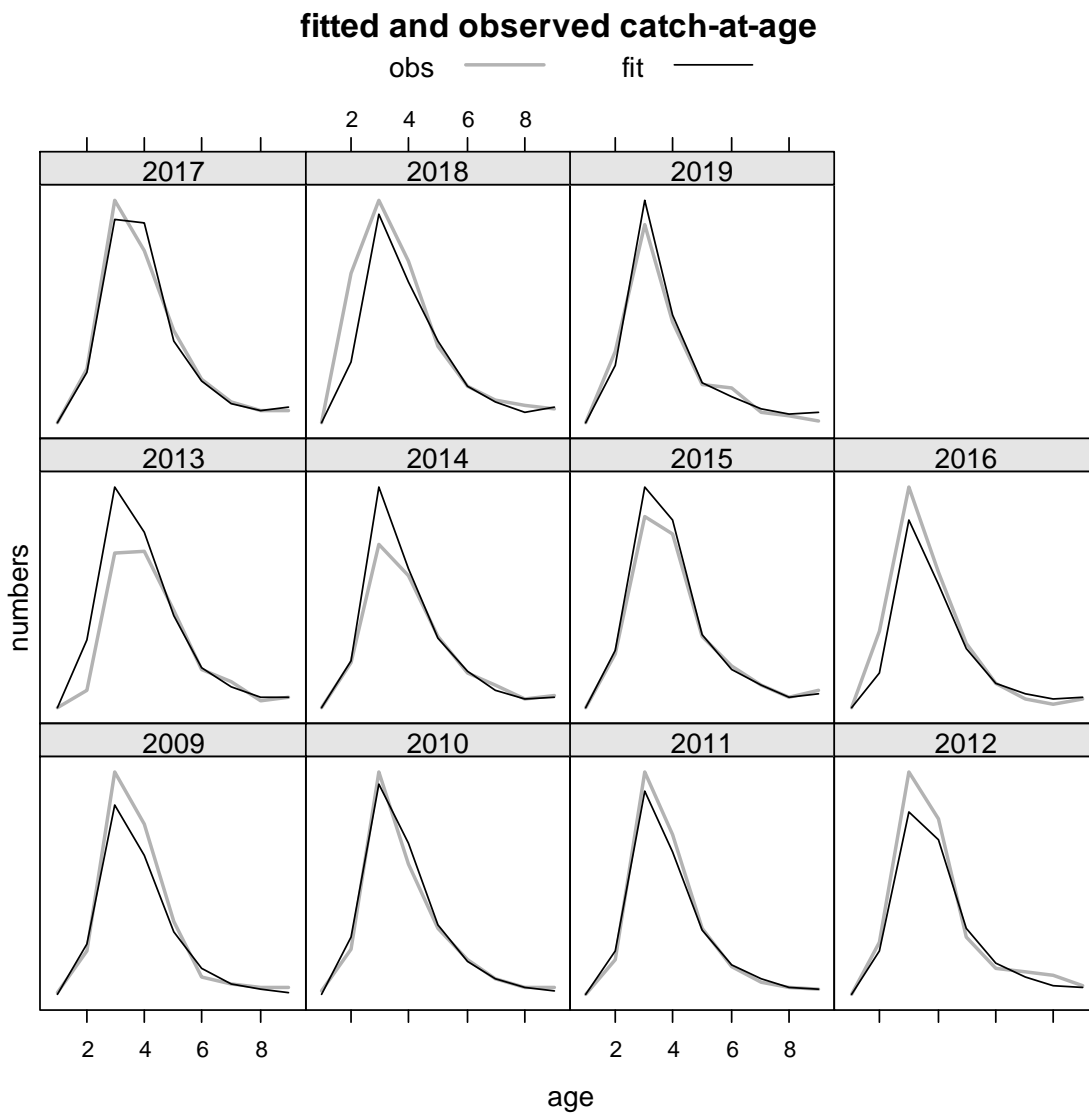 fitted and observed catch-at-age
obs fit
2 4 6 8
2017 2018 2019
2013 2014 2015 2016
numbers
2009 2010 2011 2012
2 4 6 8 2 4 6 8
age